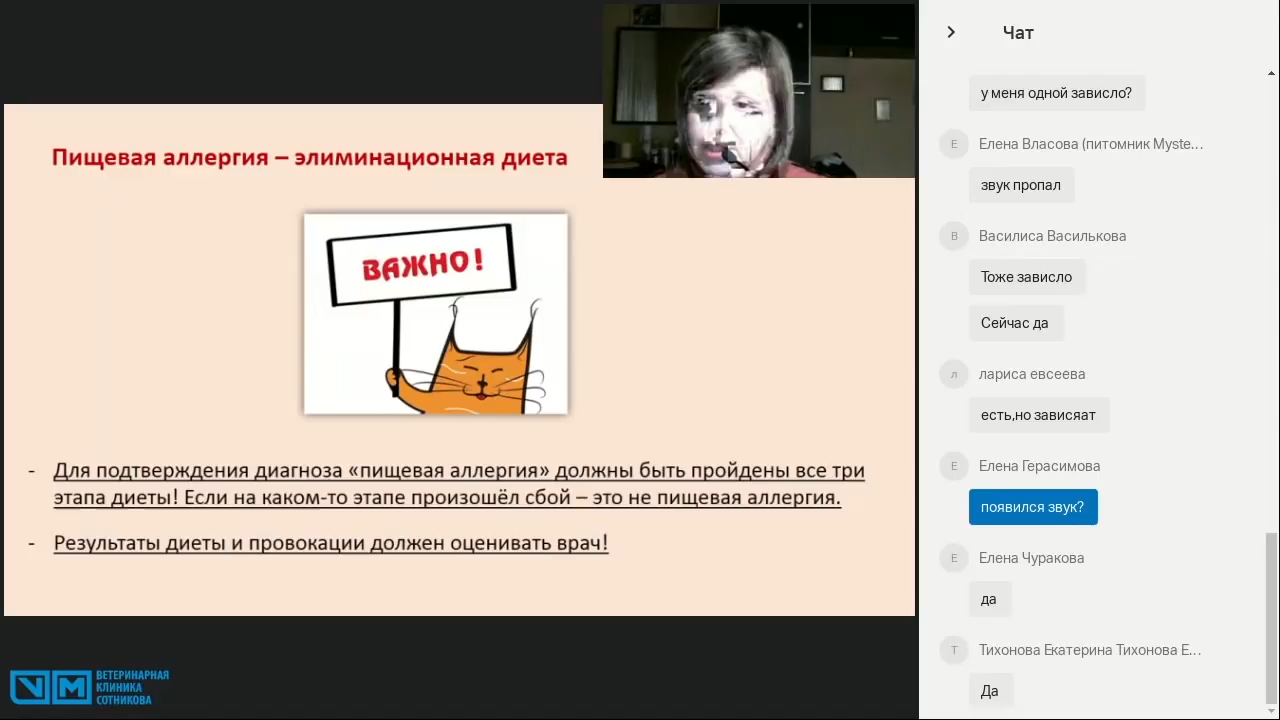 Пищевая аллергия – элиминационная диета
ВАЖНО!
- Для подтверждения диагноза «пищевая аллергия» должны быть пройдены все три
этапа диеты! Если на каком-то этапе произошёл сбой – это не пищевая аллергия.
- Результаты диеты и провокации должен оценивать врач!
VM
ВЕТЕРИНАРНАЯ
КЛИНИКА
СОТНИКОВА
Чат
у меня одной зависло?
Е
Елена Власова (питомник Myste...
звук пропал
В
Василиса Василькова
Тоже зависло
Сейчас да
л
лариса евсеева
есть,но зависяат
Е
Елена Герасимова
появился звук?
Е
Елена Чуракова
да
Т
Тихонова Екатерина Тихонова Е...
Да